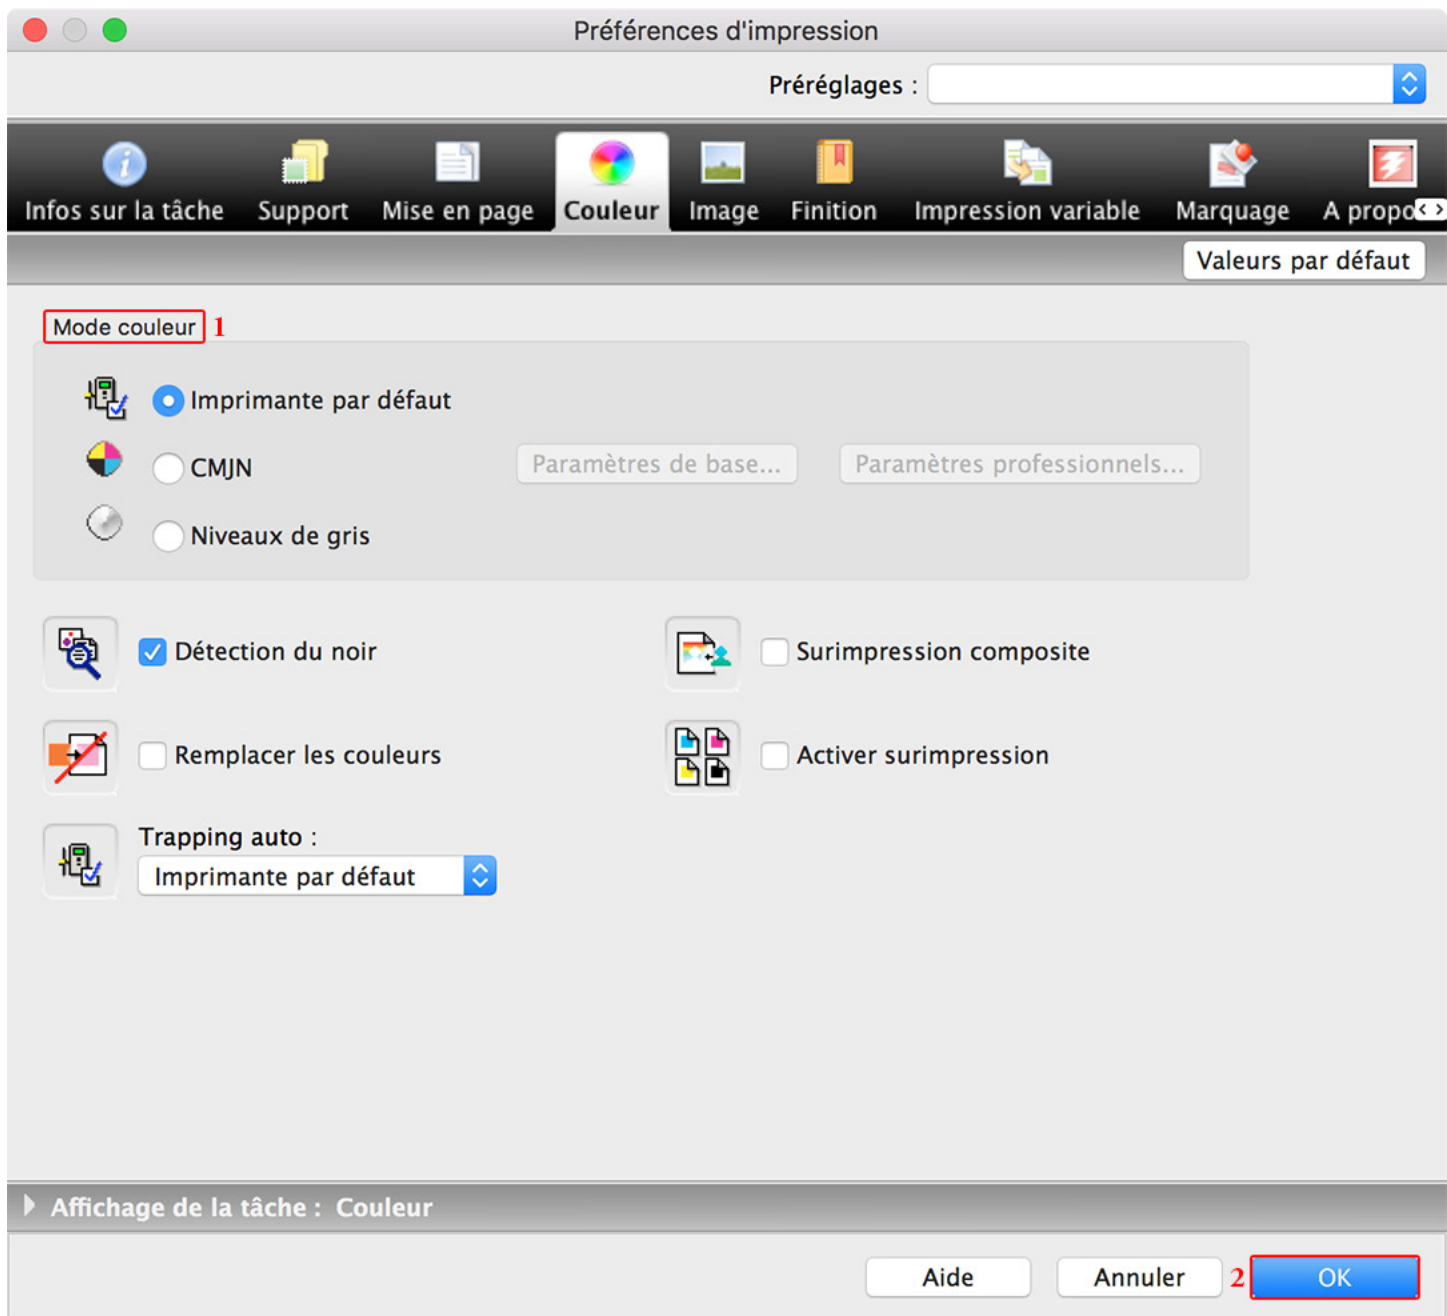 Préférences d'impression
Préréglages :
Infos sur la tâche Support Mise en page Couleur Image Finition Impression variable Marquage A propo
Valeurs par défaut
Mode couleur 1
Imprimante par défaut
CMJN Paramètres de base... Paramètres professionnels...
Niveaux de gris
Détection du noir Surimpression composite
Remplacer les couleurs Activer surimpression
Trapping auto :
Imprimante par défaut
Affichage de la tâche : Couleur
Aide Annuler 2 OK